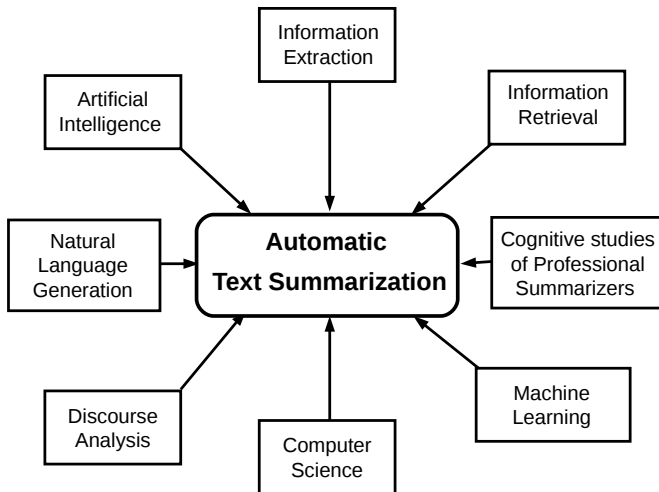 Information
Extraction
Artificial
Intelligence
Information
Retrieval
Natural
Language
Generation
Automatic
Text Summarization
Cognitive studies
of Professional
Summarizers
Discourse
Analysis
Computer
Science
Machine
Learning